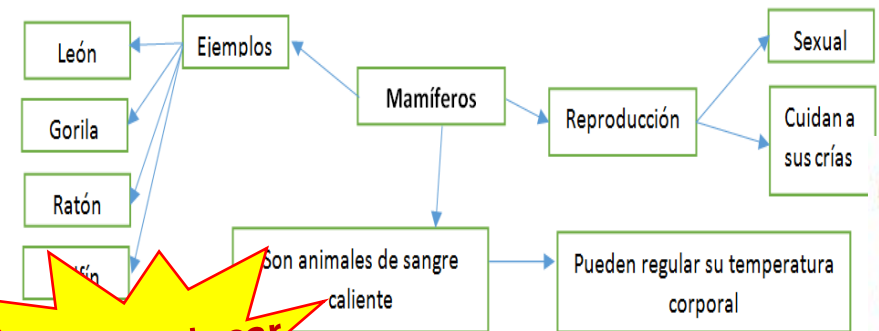 León
Ejemplos
Sexual
Mamíferos
Gorila
Reproducción
Cuidan a
sus crías
Ratón
Son animales de sangre
caliente
Pueden regular su temperatura
corporal